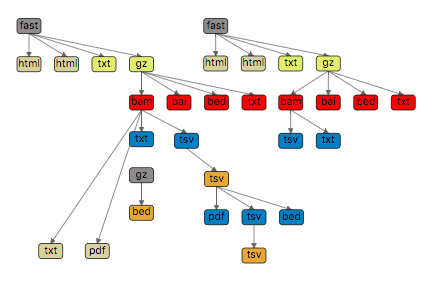 fast fast
html html txt gz html html txt gz
bam bai bed txt bam bai bed txt
txt tsv tsv txt
gz tsv
bed pdf tsv bed
txt pdf tsv